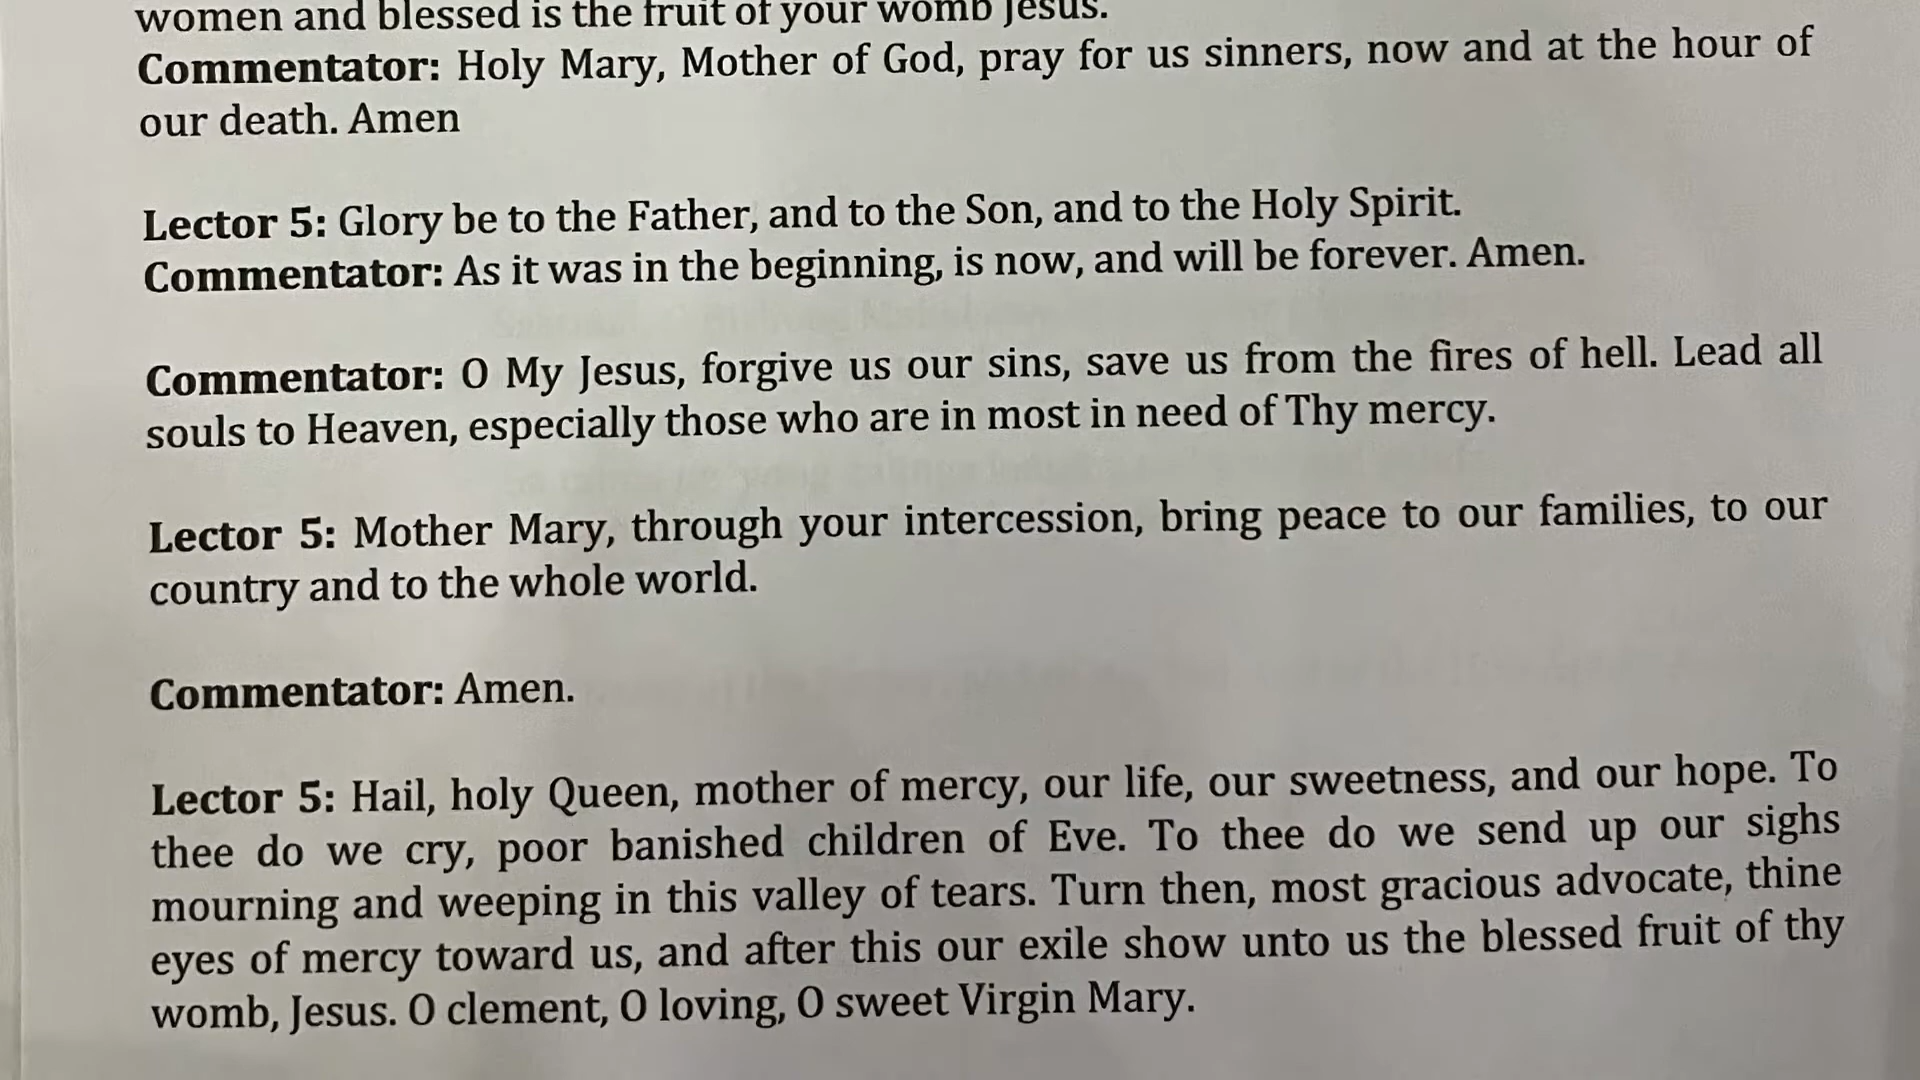 women and blessed is the fruit of your womb Jesus.
Commentator: Holy Mary, Mother of God, pray for us sinners, now and at the hour of
our death. Amen
Lector 5: Glory be to the Father, and to the Son, and to the Holy Spirit.
Commentator: As it was in the beginning, is now, and will be forever. Amen.
Commentator: O My Jesus, forgive us our sins, save us from the fires of hell. Lead all
souls to Heaven, especially those who are in most in need of Thy mercy.
Lector 5: Mother Mary, through your intercession, bring peace to our families, to our
country and to the whole world.
Commentator: Amen.
Lector 5: Hail, holy Queen, mother of mercy, our life, our sweetness, and our hope. To
thee do we cry, poor banished children of Eve. To thee do we send up our sighs
mourning and weeping in this valley of tears. Turn then, most gracious advocate, thine
eyes of mercy toward us, and after this our exile show unto us the blessed fruit of thy
womb, Jesus. O clement, O loving, O sweet Virgin Mary.